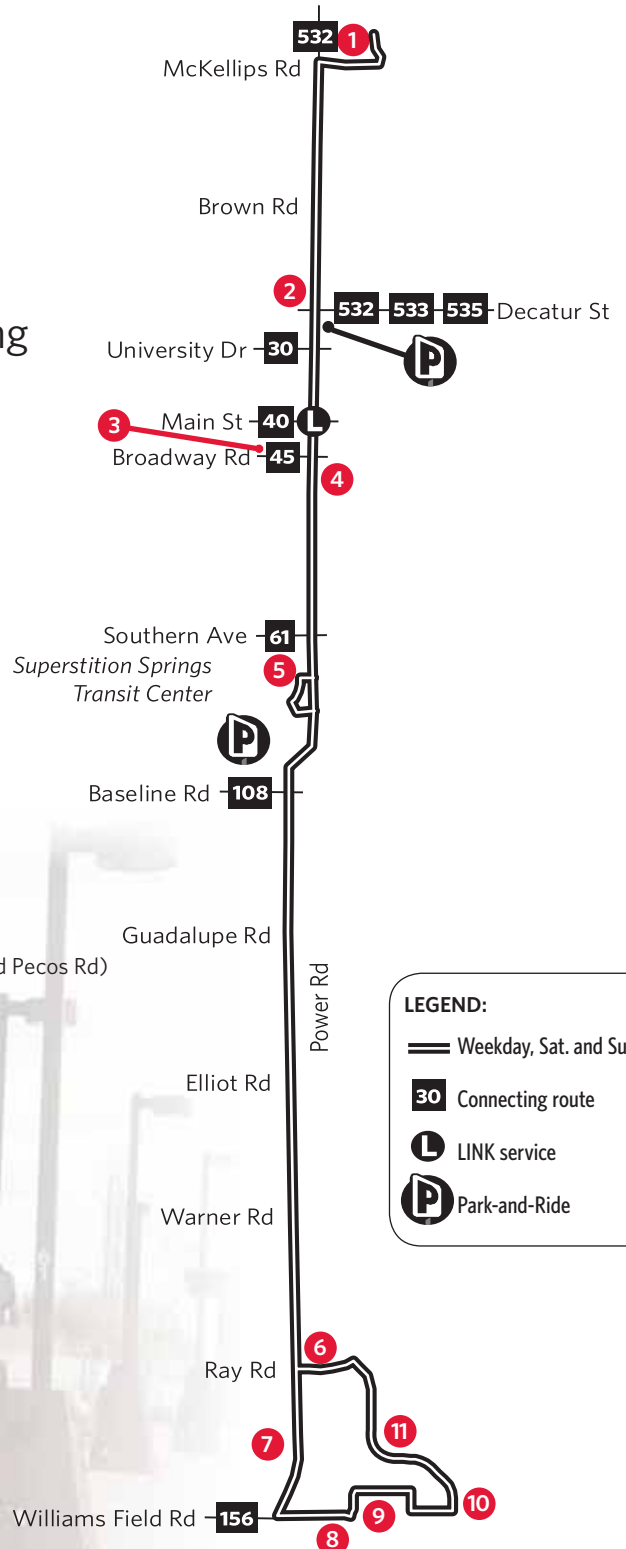 532 1
McKellips Rd
Brown Rd
2
532 533 535 Decatur St
ng
University Dr 30
P
3 Main St 40 L
Broadway Rd 45
4
Southern Ave 61
Superstition Springs
Transit Center
5
P
Baseline Rd 108
Guadalupe Rd
d Pecos Rd)
Power Rd
LEGEND:
Weekday, Sat. and Su
30 Connecting route
L LINK service
P Park-and-Ride
Elliot Rd
Warner Rd
6
Ray Rd
7
11
10
9
Williams Field Rd 156
8